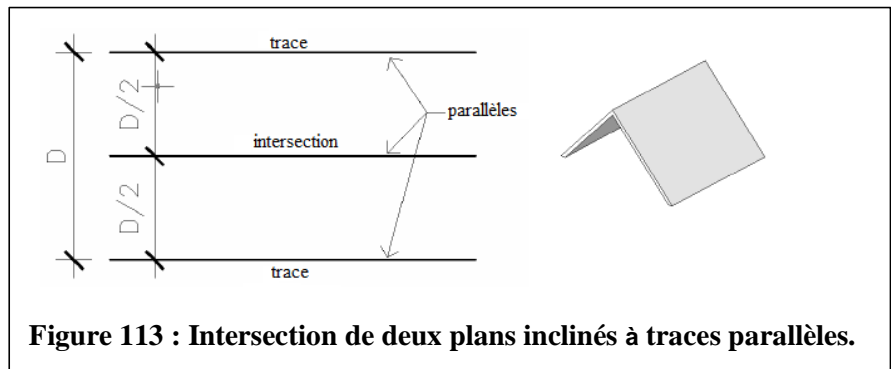 trace
D/2
parallèles
D
intersection
D/2
trace
Figure 113 : Intersection de deux plans inclinés à traces parallèles.